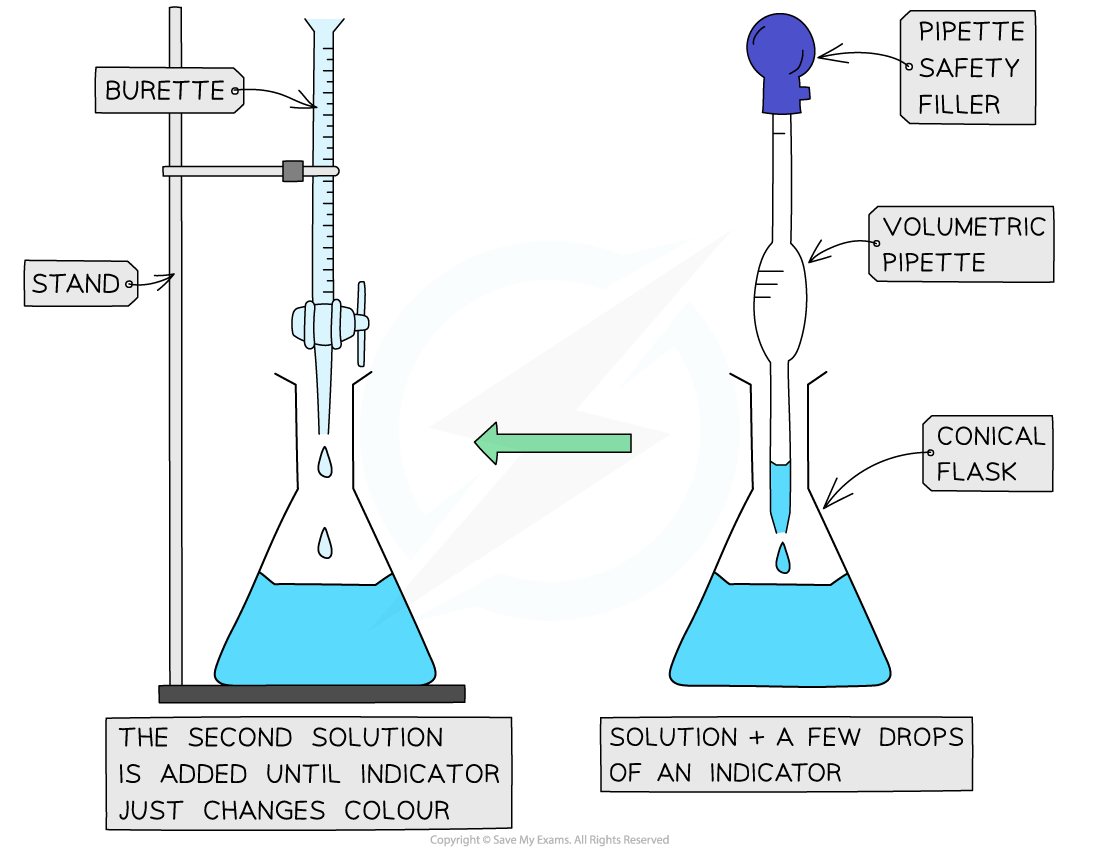 BURETTE
STAND
PIPETTE
SAFETY
FILLER
VOLUMETRIC
PIPETTE
CONICAL
FLASK
THE SECOND SOLUTION
IS ADDED UNTIL INDICATOR
JUST CHANGES COLOUR
SOLUTION + A FEW DROPS
OF AN INDICATOR
Copyright © Save My Exams. All Rights Reserved